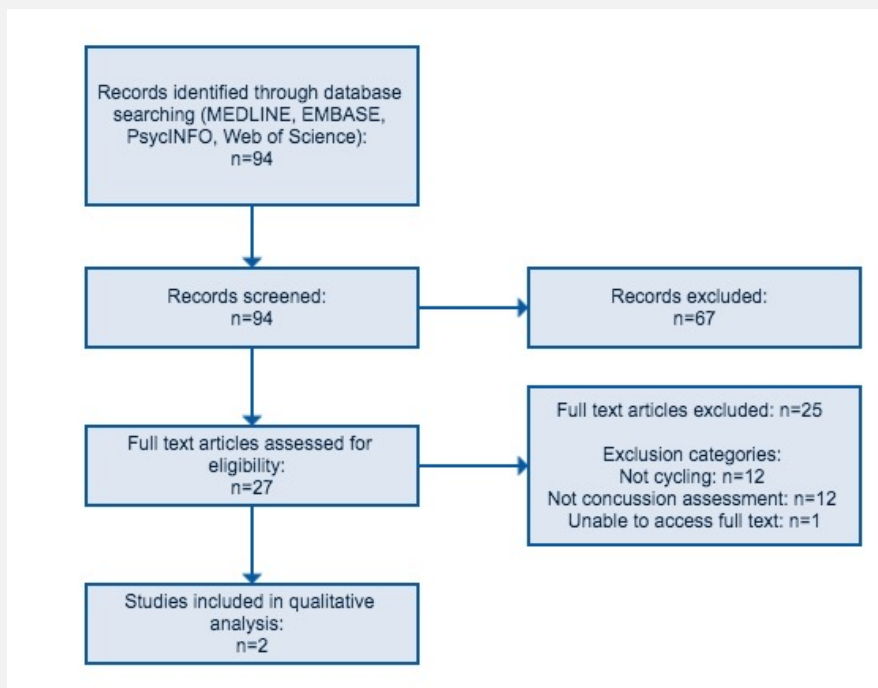 Records identified through database
searching (MEDLINE, EMBASE,
PsycINFO, Web of Science):
n=94
Records screened:
n=94
Records excluded:
n=67
Full text articles assessed for
eligibility:
n=27
Full text articles excluded: n=25
Exclusion categories:
Not cycling: n=12
Not concussion assessment: n=12
Unable to access full text: n=1
Studies included in qualitative
analysis:
n=2